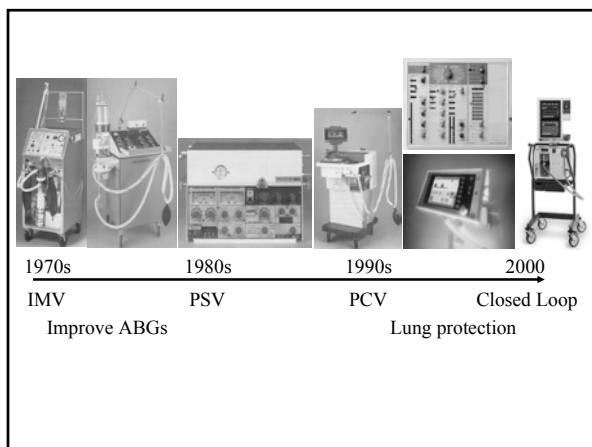 1970s 1980s 1990s 2000
IMV PSV PCV Closed Loop
Improve ABGs Lung protection